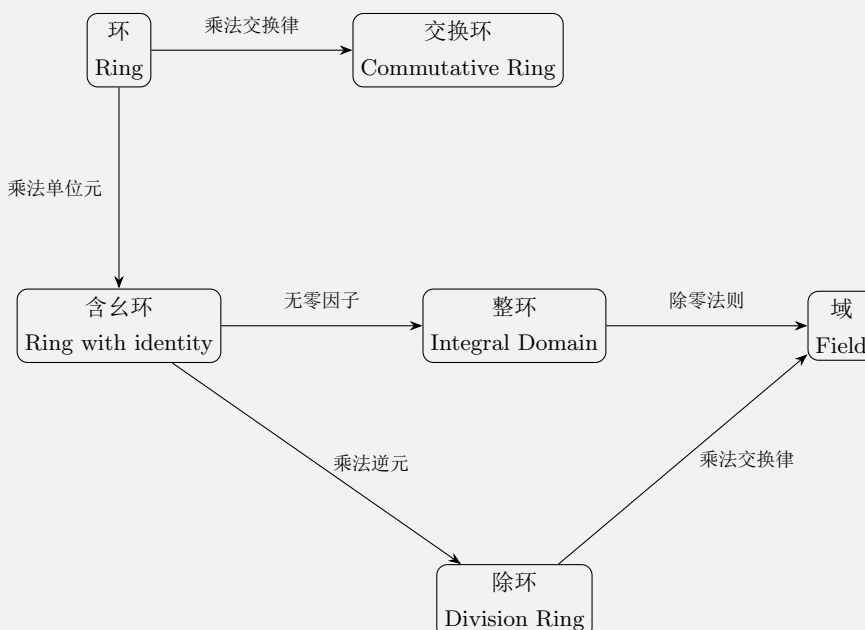 环
Ring
乘法交换律
交换环
Commutative Ring
乘法单位元
含幺环
Ring with identity
无零因子
整环
Integral Domain
除零法则
域
Field
乘法逆元
乘法交换律
除环
Division Ring